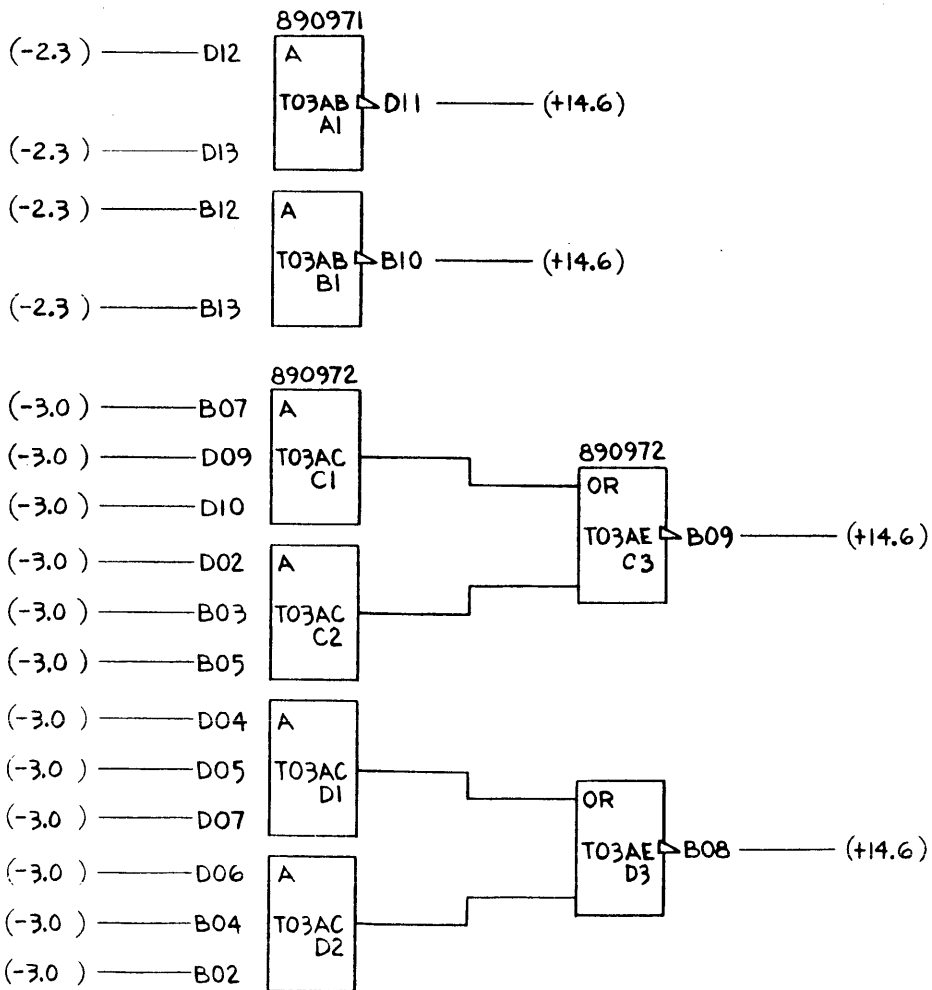 890971
(-2.3 ) D12
A
T03AB D11 (+14.6)
A1
(-2.3 ) D13
(-2.3 ) B12
A
T03AB B10 (+14.6)
B1
(-2.3 ) B13
890972
(-3.0 ) B07
A
(-3.0 ) D09
T03AC
C1
(-3.0 ) D10
890972
OR
T03AE B09 (+14.6)
C3
(-3.0 ) D02
A
(-3.0 ) B03
T03AC
C2
(-3.0 ) B05
(-3.0 ) D04
A
(-3.0 ) D05
T03AC
D1
(-3.0 ) D07
OR
T03AE B08 (+14.6)
D3
(-3.0 ) D06
A
(-3.0 ) B04
T03AC
D2
(-3.0 ) B02